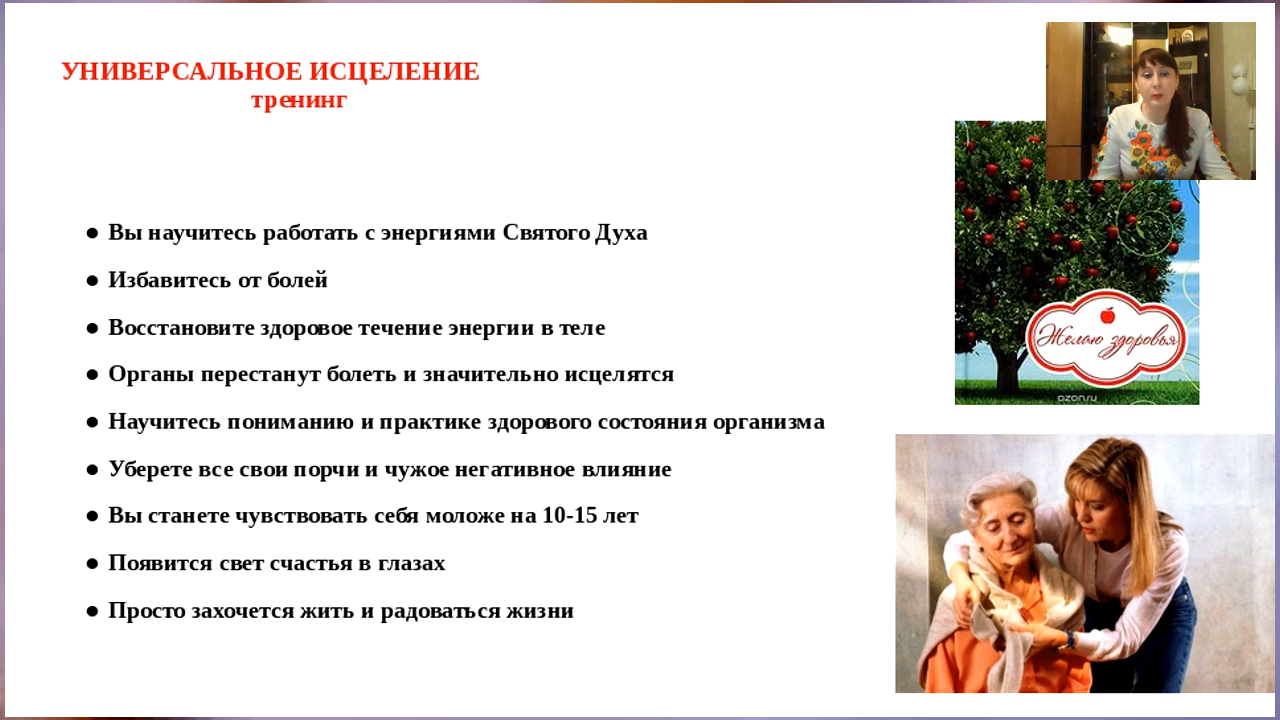 УНИВЕРСАЛЬНОЕ ИСЦЕЛЕНИЕ
тренинг
● Вы научитесь работать с энергиями Святого Духа
● Избавитесь от болей
● Восстановите здоровое течение энергии в теле
● Органы перестанут болеть и значительно исцелятся
● Научитесь пониманию и практике здорового состояния организма
● Уберете все свои порчи и чужое негативное влияние
● Вы станете чувствовать себя моложе на 10-15 лет
● Появится свет счастья в глазах
● Просто захочется жить и радоваться жизни
Желаю здоровья
ozon.ru